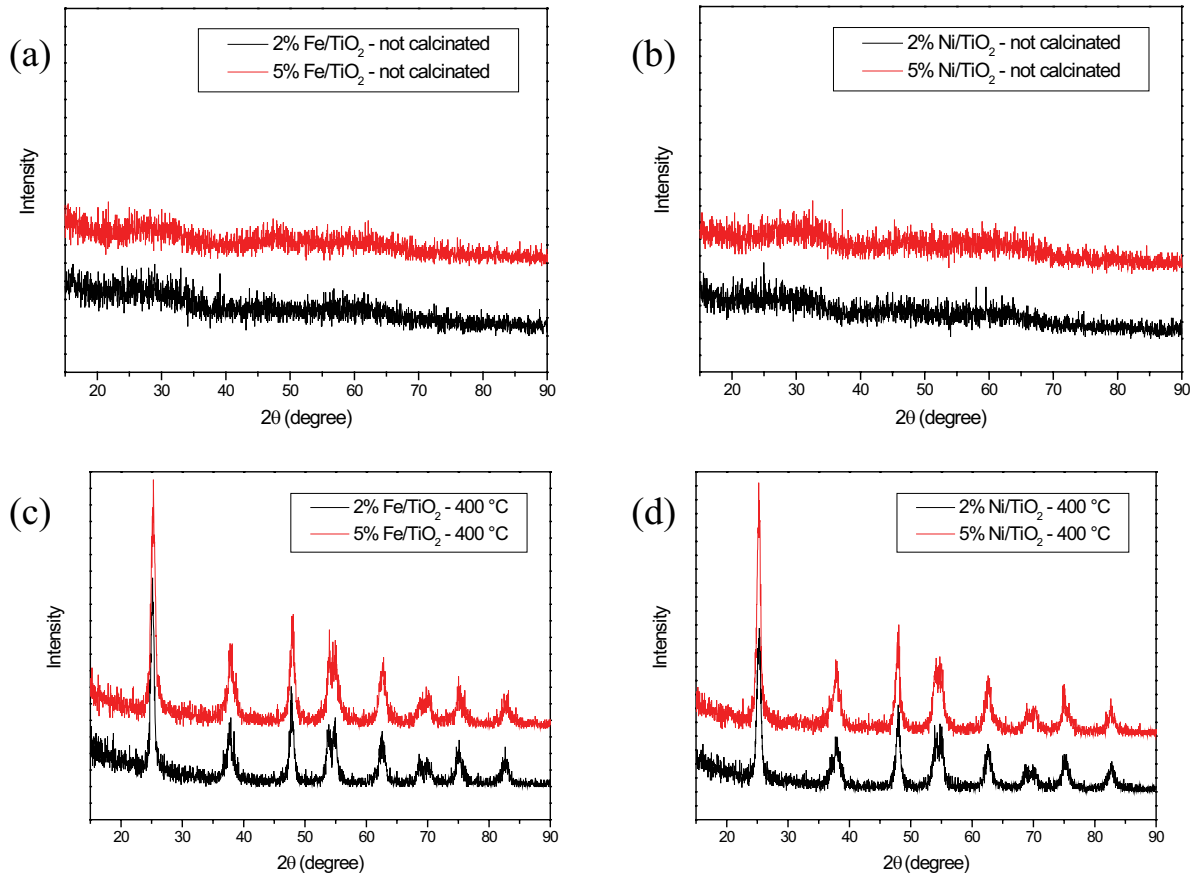 (a)
2% Fe/TiO₂ - not calcinated
5% Fe/TiO₂ - not calcinated
Intensity
20 30 40 50 60 70 80 90
2θ (degree)
(b)
2% Ni/TiO₂ - not calcinated
5% Ni/TiO₂ - not calcinated
Intensity
20 30 40 50 60 70 80 90
2θ (degree)
(c)
2% Fe/TiO₂ - 400 °C
5% Fe/TiO₂ - 400 °C
Intensity
20 30 40 50 60 70 80 90
2θ (degree)
(d)
2% Ni/TiO₂ - 400 °C
5% Ni/TiO₂ - 400 °C
Intensity
20 30 40 50 60 70 80 90
2θ (degree)